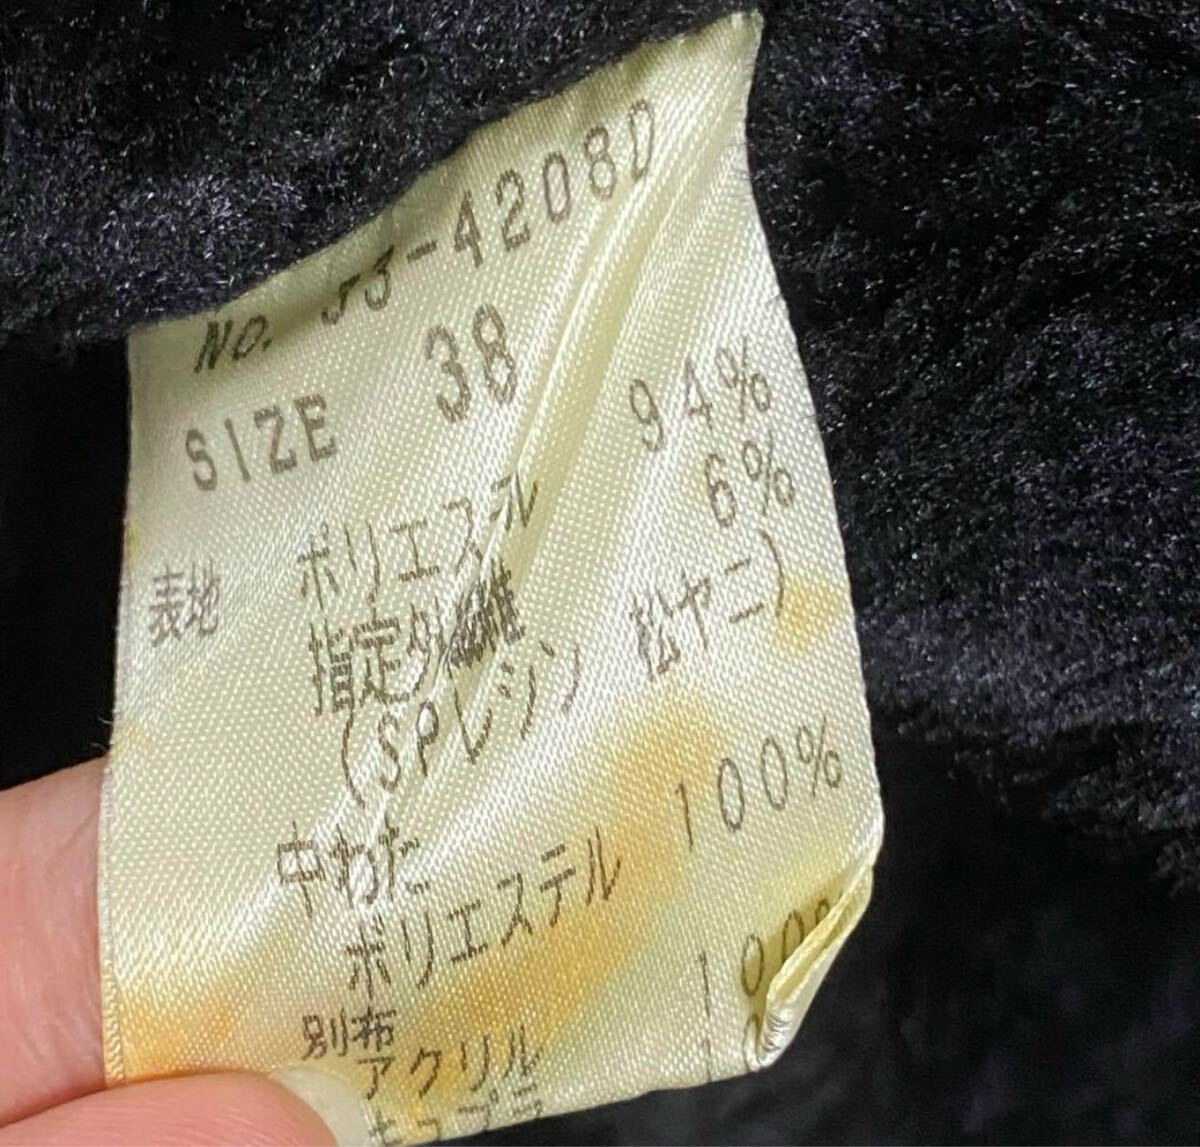 No. 53-4208D
SIZE 38
表地 ポリエステル 94%
指定外繊維 6%
(SPレジン 松ヤニ)
中わた
ポリエステル 100%
別布
アクリル 100%